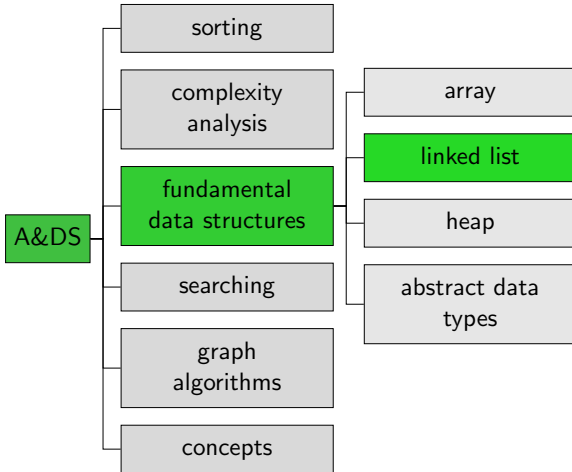 A&DS
sorting
complexity
analysis
fundamental
data structures
searching
graph
algorithms
concepts
array
linked list
heap
abstract data
types